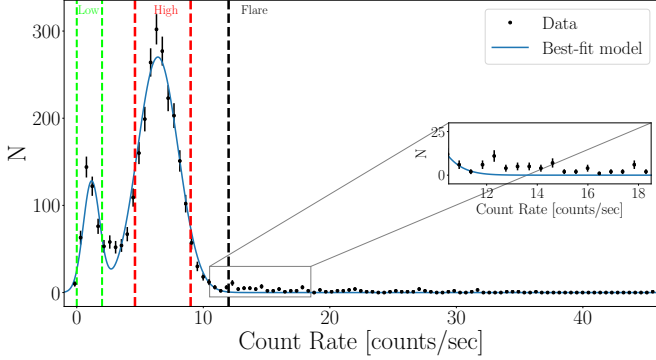 Low
High
Flare
Data
Best-fit model
300
200
100
0
N
25
0
N
12
14
16
18
Count Rate [counts/sec]
0
10
20
30
40
Count Rate [counts/sec]